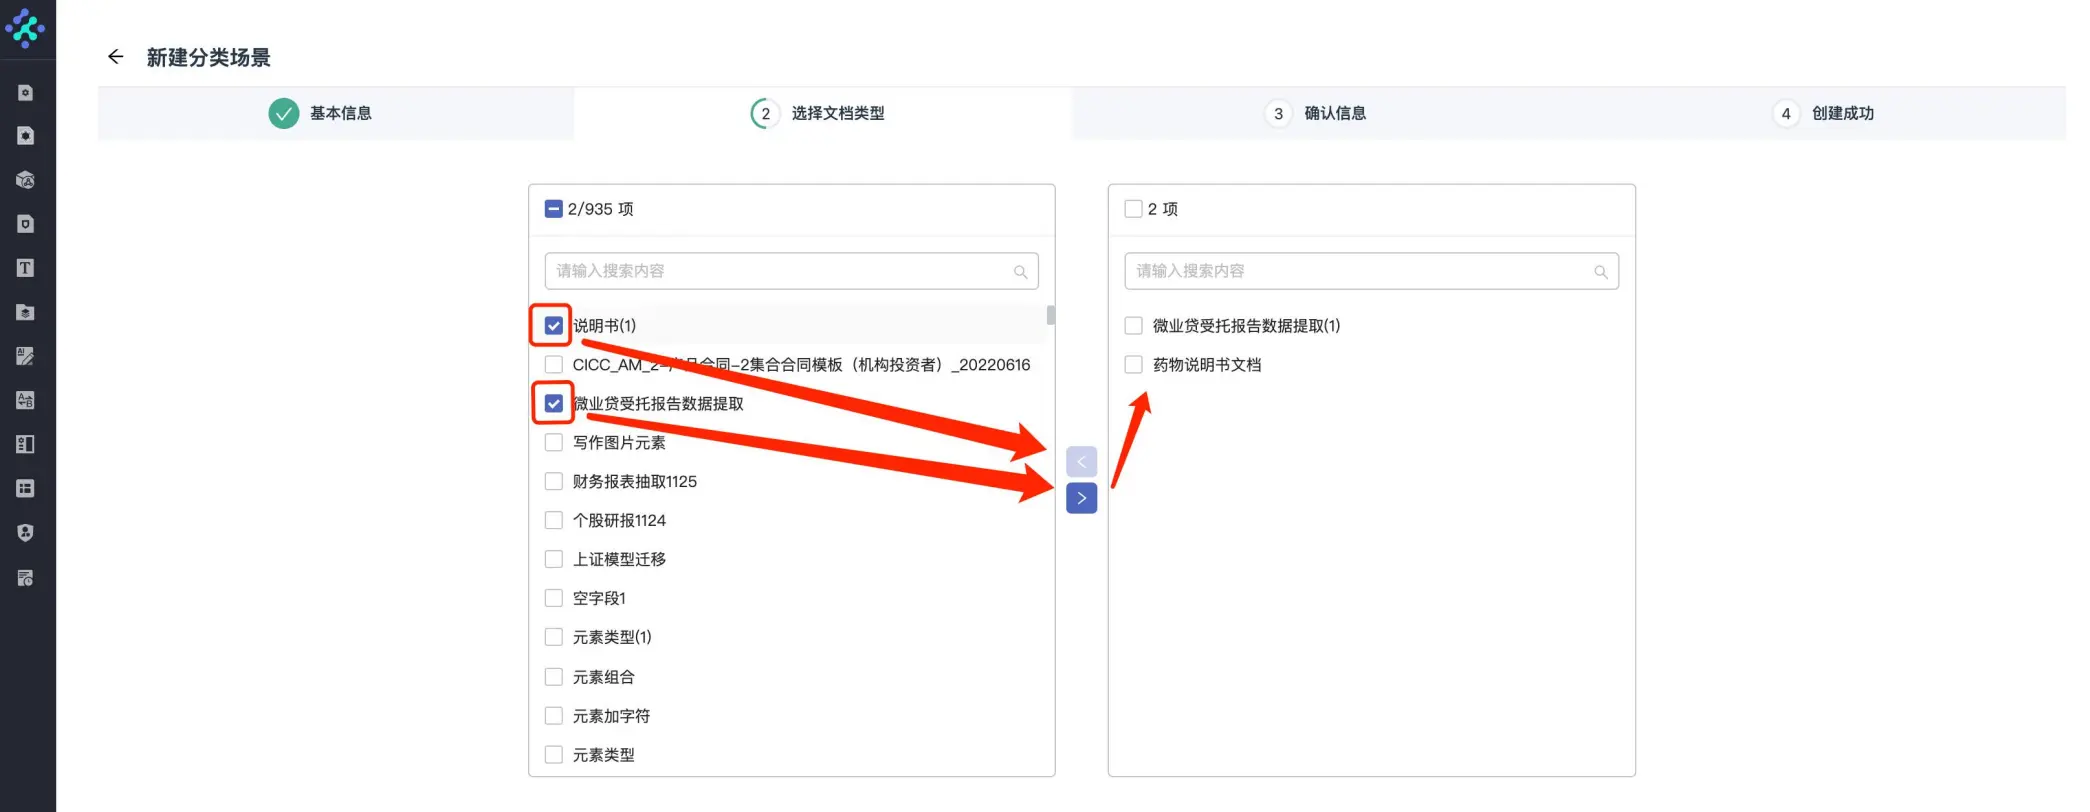 新建分类场景
基本信息
2 选择文档类型
3 确认信息
4 创建成功
2/935 项
请输入搜索内容
说明书(1)
CICC_AM_2-品合同-2集合合同模板（机构投资者）_20220616
微业贷受托报告数据提取
写作图片元素
财务报表抽取1125
个股研报1124
上证模型迁移
空字段1
元素类型(1)
元素组合
元素加字符
元素类型
2 项
请输入搜索内容
微业贷受托报告数据提取(1)
药物说明书文档